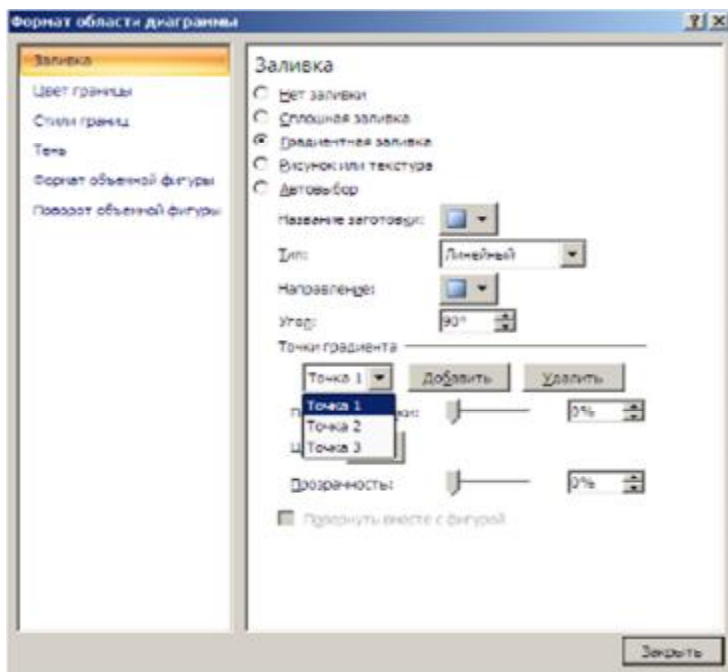 Формат области диаграммы
Заливка
Цвет границы
Стили границ
Тень
Формат объемной фигуры
Поворот объемной фигуры
Заливка
Нет заливки
Сплошная заливка
Градиентная заливка
Рисунок или текстура
Автовыбор
Название заготовки:
Тип: Линейный
Направление:
Угол: 90°
Точки градиента
Точка 1 Добавить Удалить
Точка 1 0%
Точка 2
Точка 3
Прозрачность: 0%
Повернуть вместе с фигурой
Закрыть